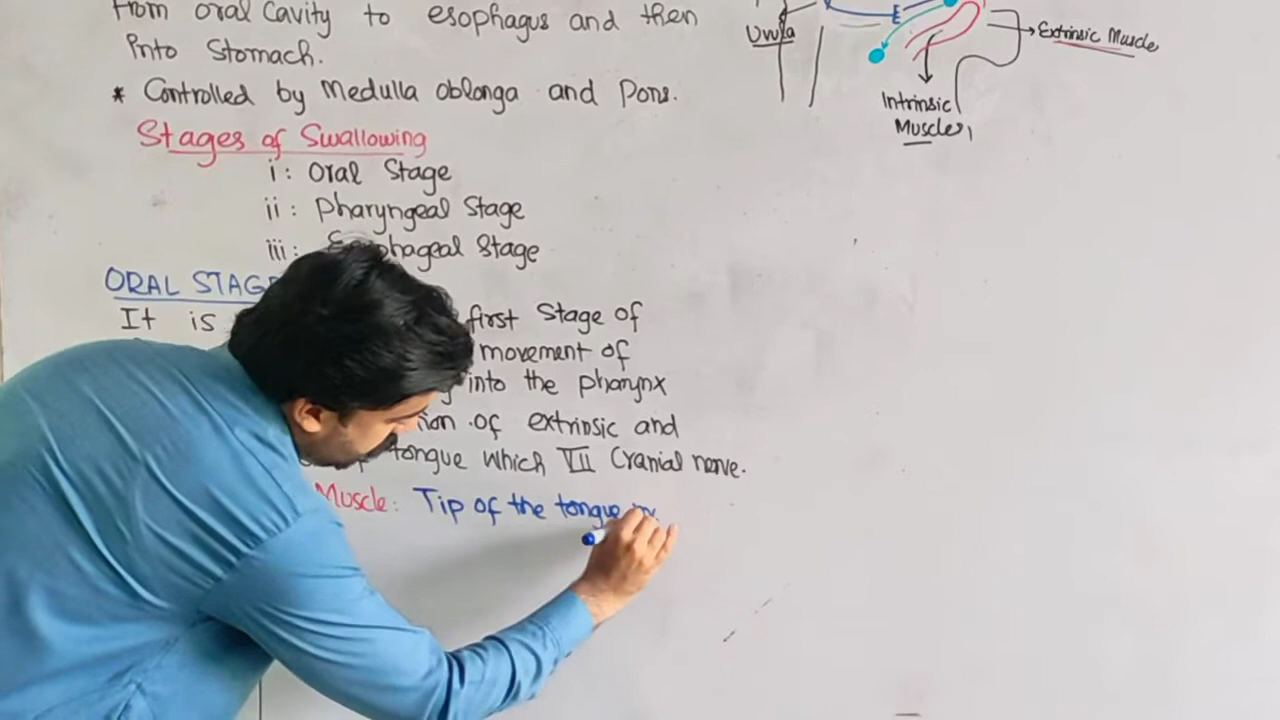 From oral Cavity to esophagus and then
into Stomach.
* Controlled by Medulla oblonga and Pons.
Stages of Swallowing
i: Oral Stage
ii: Pharyngeal Stage
iii: Esophageal Stage
ORAL STAGE
It is first Stage of
movement of
into the pharynx
of extrinsic and
tongue which VII Cranial nerve.
Muscle: Tip of the tongue
Uvula
Extrinsic Muscle
Intrinsic
Muscles,